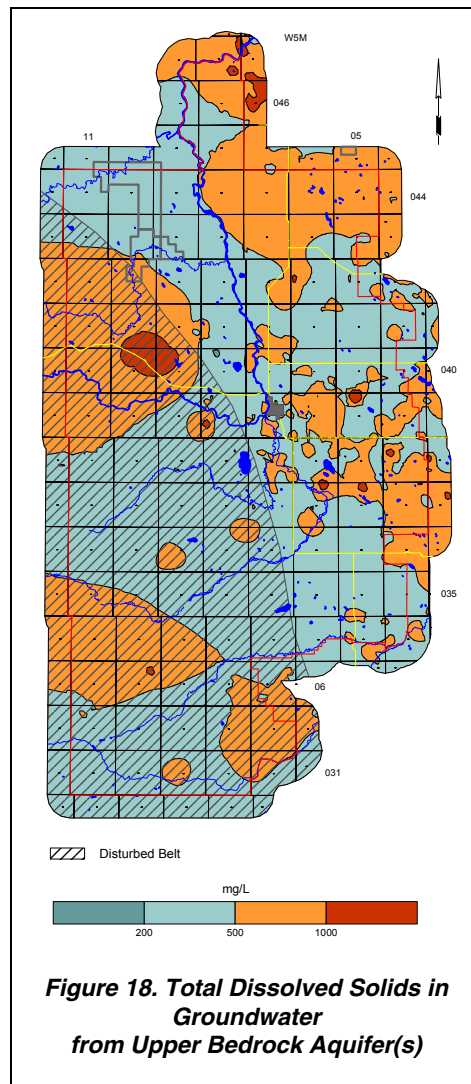 W5M
046
11
05
044
040
035
06
031
Disturbed Belt
mg/L
200
500
1000
Figure 18. Total Dissolved Solids in
Groundwater
from Upper Bedrock Aquifer(s)